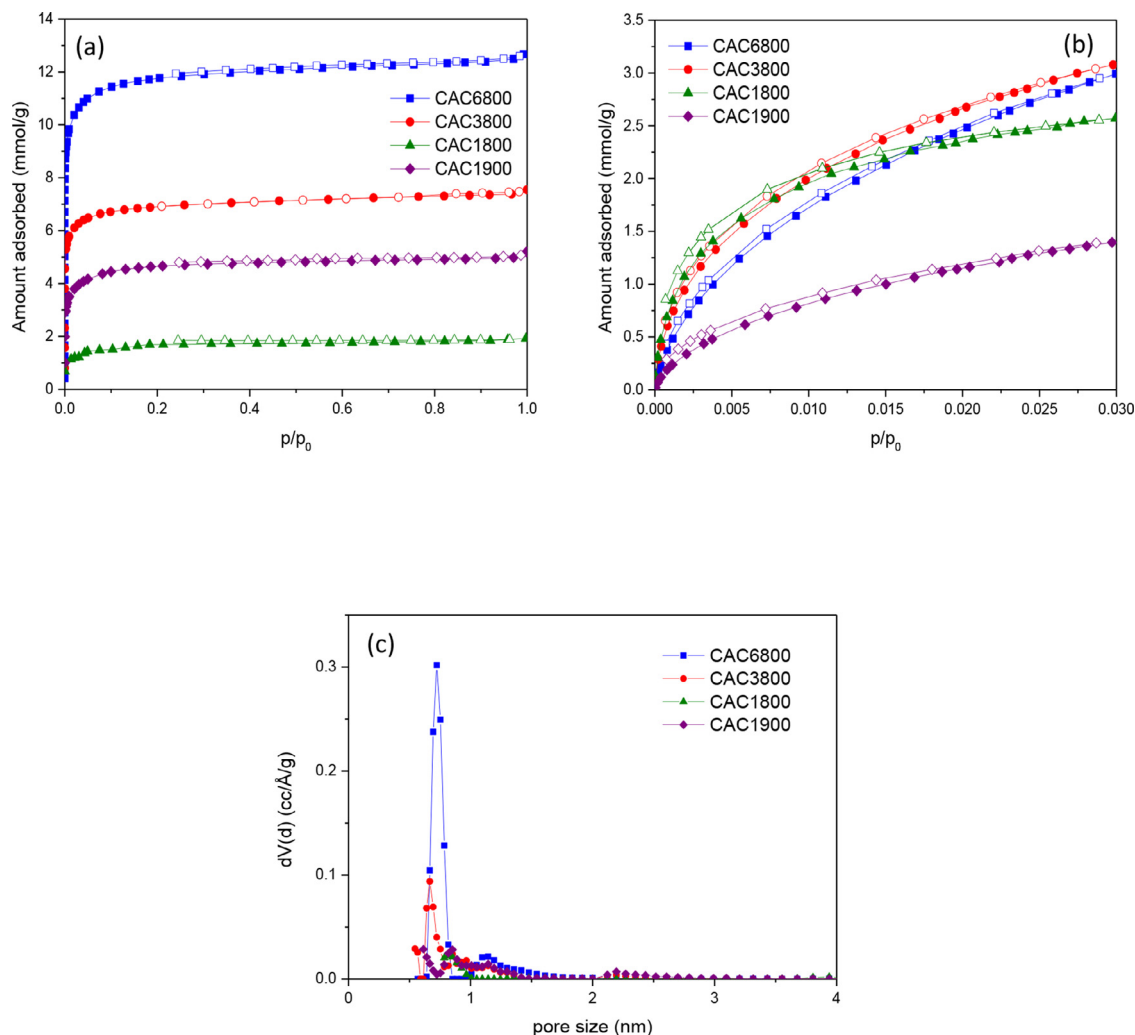 (a)
14
12
10
8
6
4
2
0
Amount adsorbed (mmol/g)
CAC6800
CAC3800
CAC1800
CAC1900
0.0 0.2 0.4 0.6 0.8 1.0
p/p₀
(b)
3.5
3.0
2.5
2.0
1.5
1.0
0.5
0.0
Amount adsorbed (mmol/g)
CAC6800
CAC3800
CAC1800
CAC1900
0.000 0.005 0.010 0.015 0.020 0.025 0.030
p/p₀
(c)
0.3
0.2
0.1
0.0
dV(d) (cc/Å/g)
CAC6800
CAC3800
CAC1800
CAC1900
0 1 2 3 4
pore size (nm)